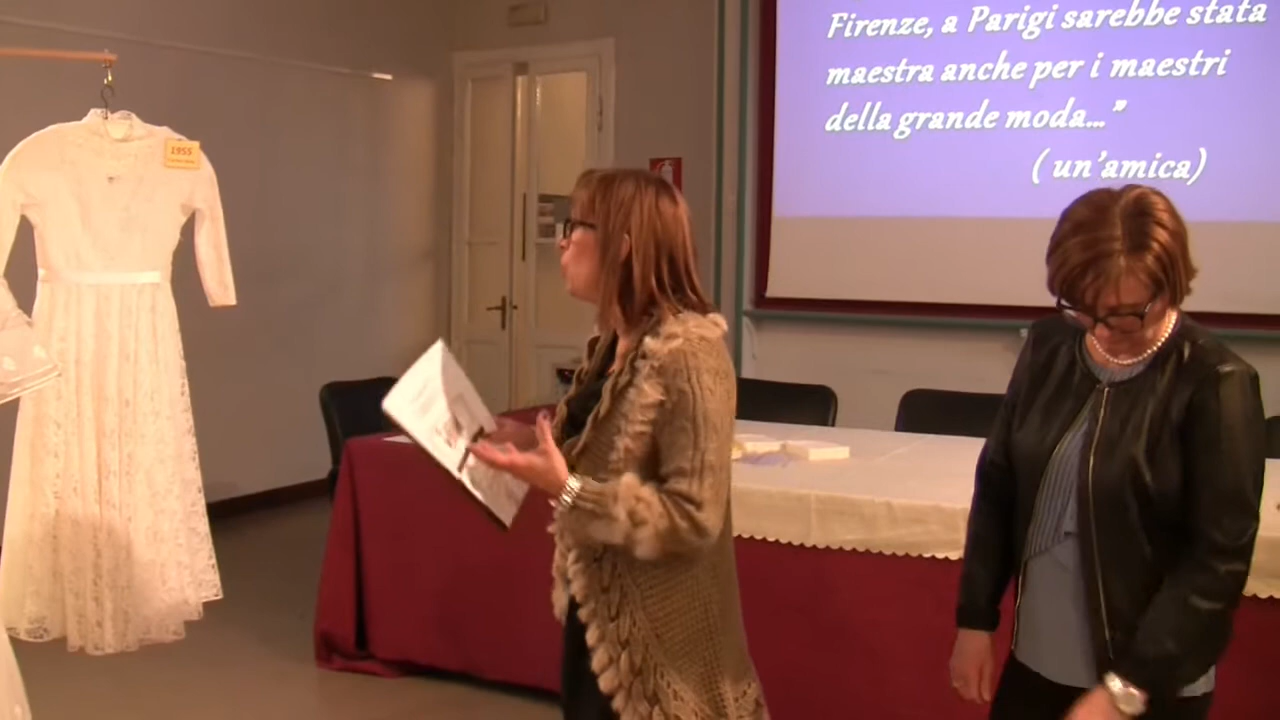 1955
Firenze, a Parigi sarebbe stata
maestra anche per i maestri
della grande moda...”
( un'amica)